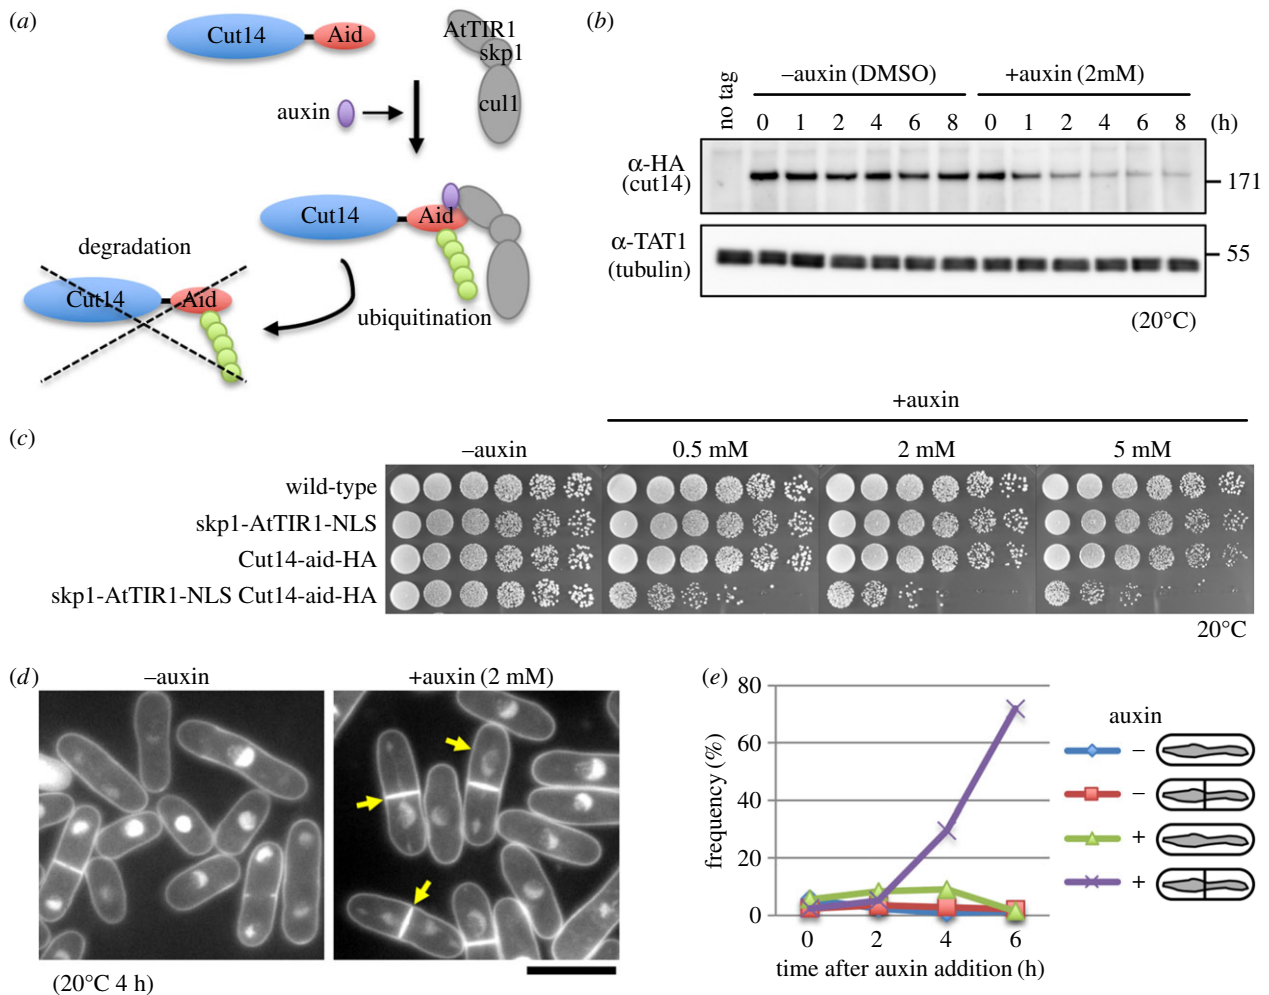 (a)
Cut14
Aid
AtTIR1
skp1
cul1
auxin
Cut14
Aid
degradation
Cut14
Aid
ubiquitination
(b)
no tag
–auxin (DMSO)
+auxin (2mM)
0 1 2 4 6 8 0 1 2 4 6 8 (h)
α-HA
(cut14)
171
α-TAT1
(tubulin)
55
(20°C)
(c)
+auxin
–auxin 0.5 mM 2 mM 5 mM
wild-type
skp1-AtTIR1-NLS
Cut14-aid-HA
skp1-AtTIR1-NLS Cut14-aid-HA
20°C
(d)
–auxin
+auxin (2 mM)
(20°C 4 h)
(e)
80
60
40
20
0
frequency (%)
0 2 4 6
time after auxin addition (h)
auxin
–
–
+
+